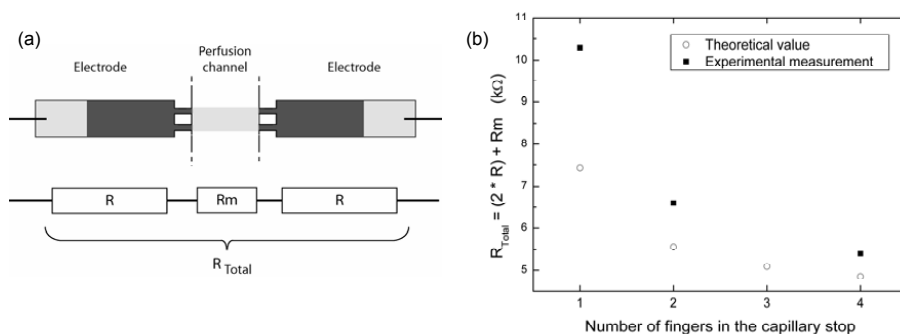 (a)
Perfusion
channel
Electrode
Electrode
R
Rm
R
R Total
(b)
Theoretical value
Experimental measurement
R Total = (2 * R) + Rm (kΩ)
11
10
9
8
7
6
5
1
2
3
4
Number of fingers in the capillary stop